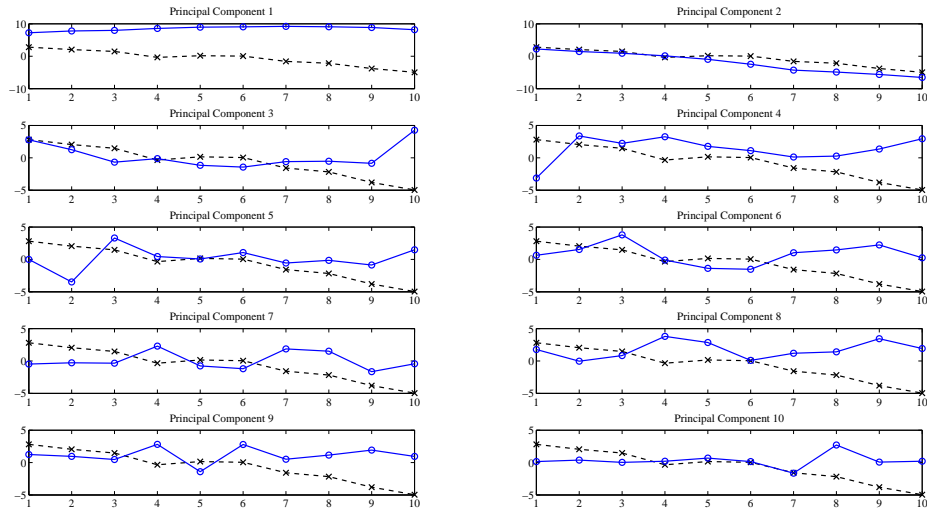 Principal Component 1
10
0
−10
1 2 3 4 5 6 7 8 9 10
Principal Component 2
10
0
−10
1 2 3 4 5 6 7 8 9 10
Principal Component 3
5
0
−5
1 2 3 4 5 6 7 8 9 10
Principal Component 4
5
0
−5
1 2 3 4 5 6 7 8 9 10
Principal Component 5
5
0
−5
1 2 3 4 5 6 7 8 9 10
Principal Component 6
5
0
−5
1 2 3 4 5 6 7 8 9 10
Principal Component 7
5
0
−5
1 2 3 4 5 6 7 8 9 10
Principal Component 8
5
0
−5
1 2 3 4 5 6 7 8 9 10
Principal Component 9
5
0
−5
1 2 3 4 5 6 7 8 9 10
Principal Component 10
5
0
−5
1 2 3 4 5 6 7 8 9 10